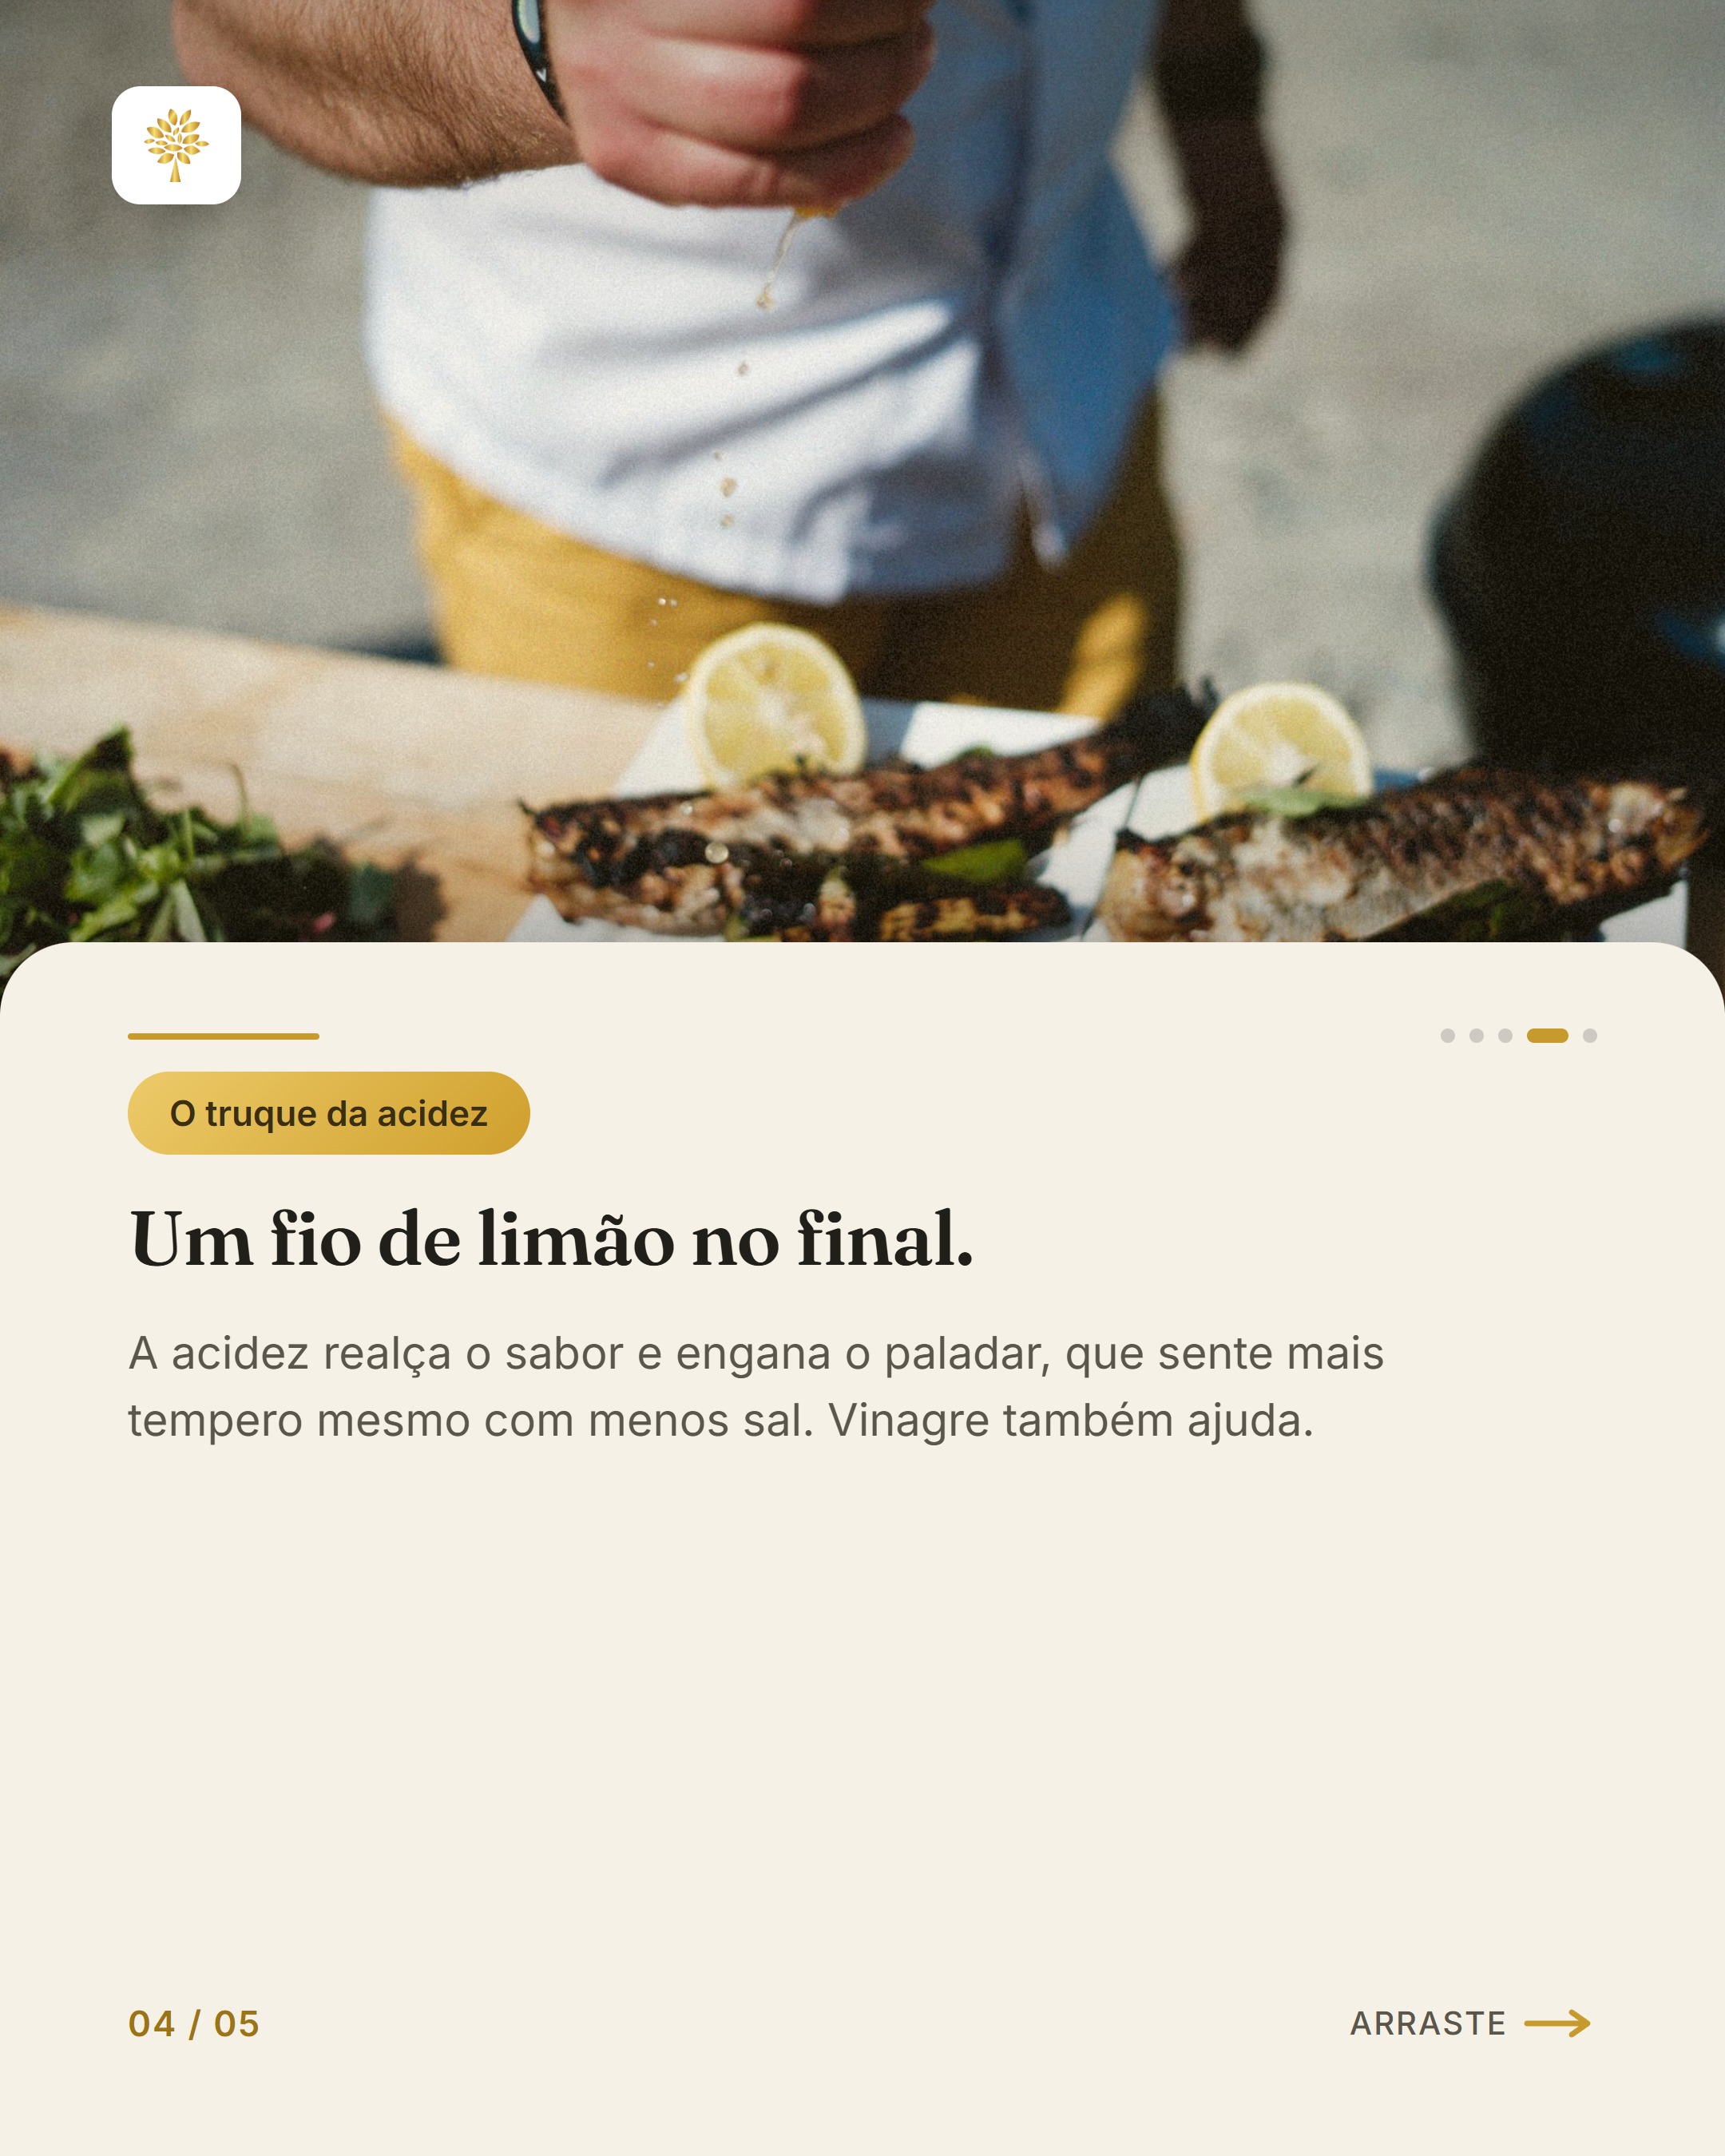 O truque da acidez
Um fio de limão no final.
A acidez realça o sabor e engana o paladar, que sente mais
tempero mesmo com menos sal. Vinagre também ajuda.
04 / 05
ARRASTE